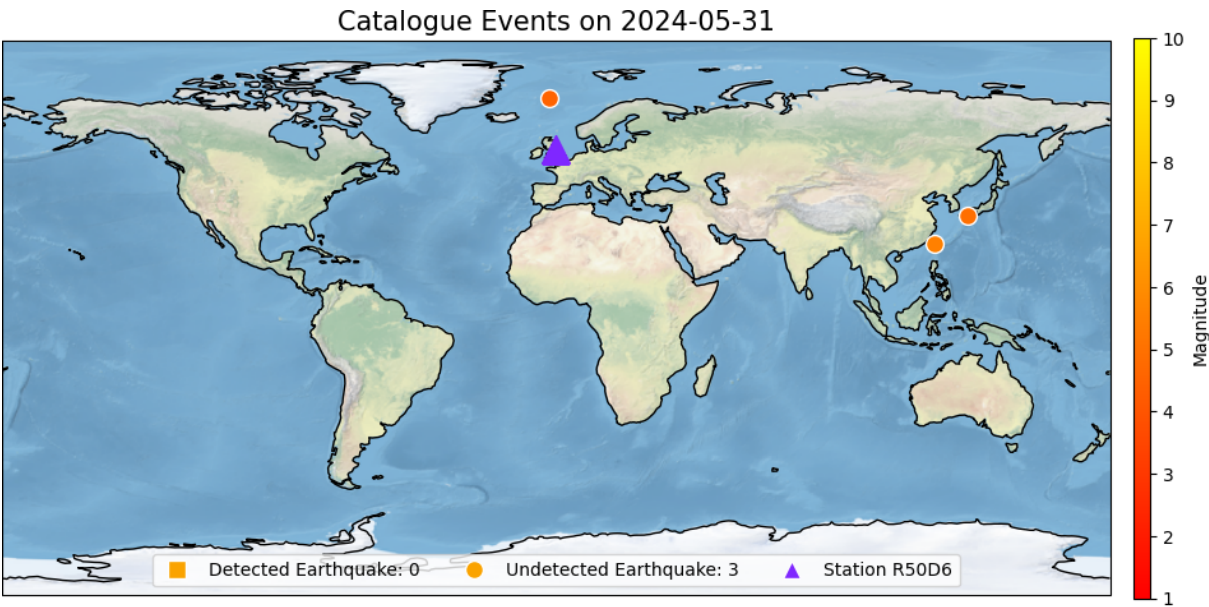 Catalogue Events on 2024-05-31
10
9
8
7
6
5
4
3
2
1
Magnitude
Detected Earthquake: 0
Undetected Earthquake: 3
Station R50D6